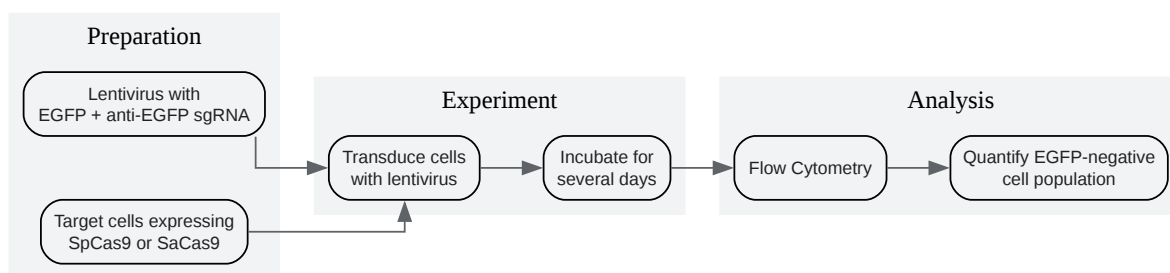 Preparation
Lentivirus with
EGFP + anti-EGFP sgRNA
Target cells expressing
SpCas9 or SaCas9
Experiment
Transduce cells
with lentivirus
Incubate for
several days
Analysis
Flow Cytometry
Quantify EGFP-negative
cell population